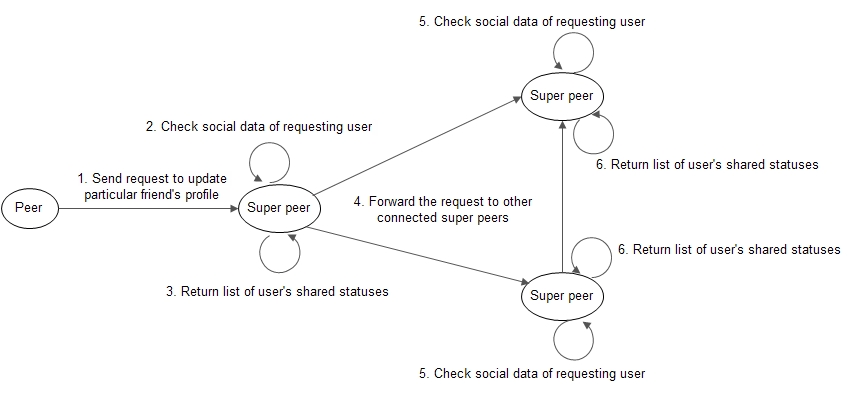 5. Check social data of requesting user
Super peer
2. Check social data of requesting user
6. Return list of user's shared statuses
1. Send request to update
particular friend's profile
Peer
Super peer
4. Forward the request to other
connected super peers
6. Return list of user's shared statuses
3. Return list of user's shared statuses
Super peer
5. Check social data of requesting user